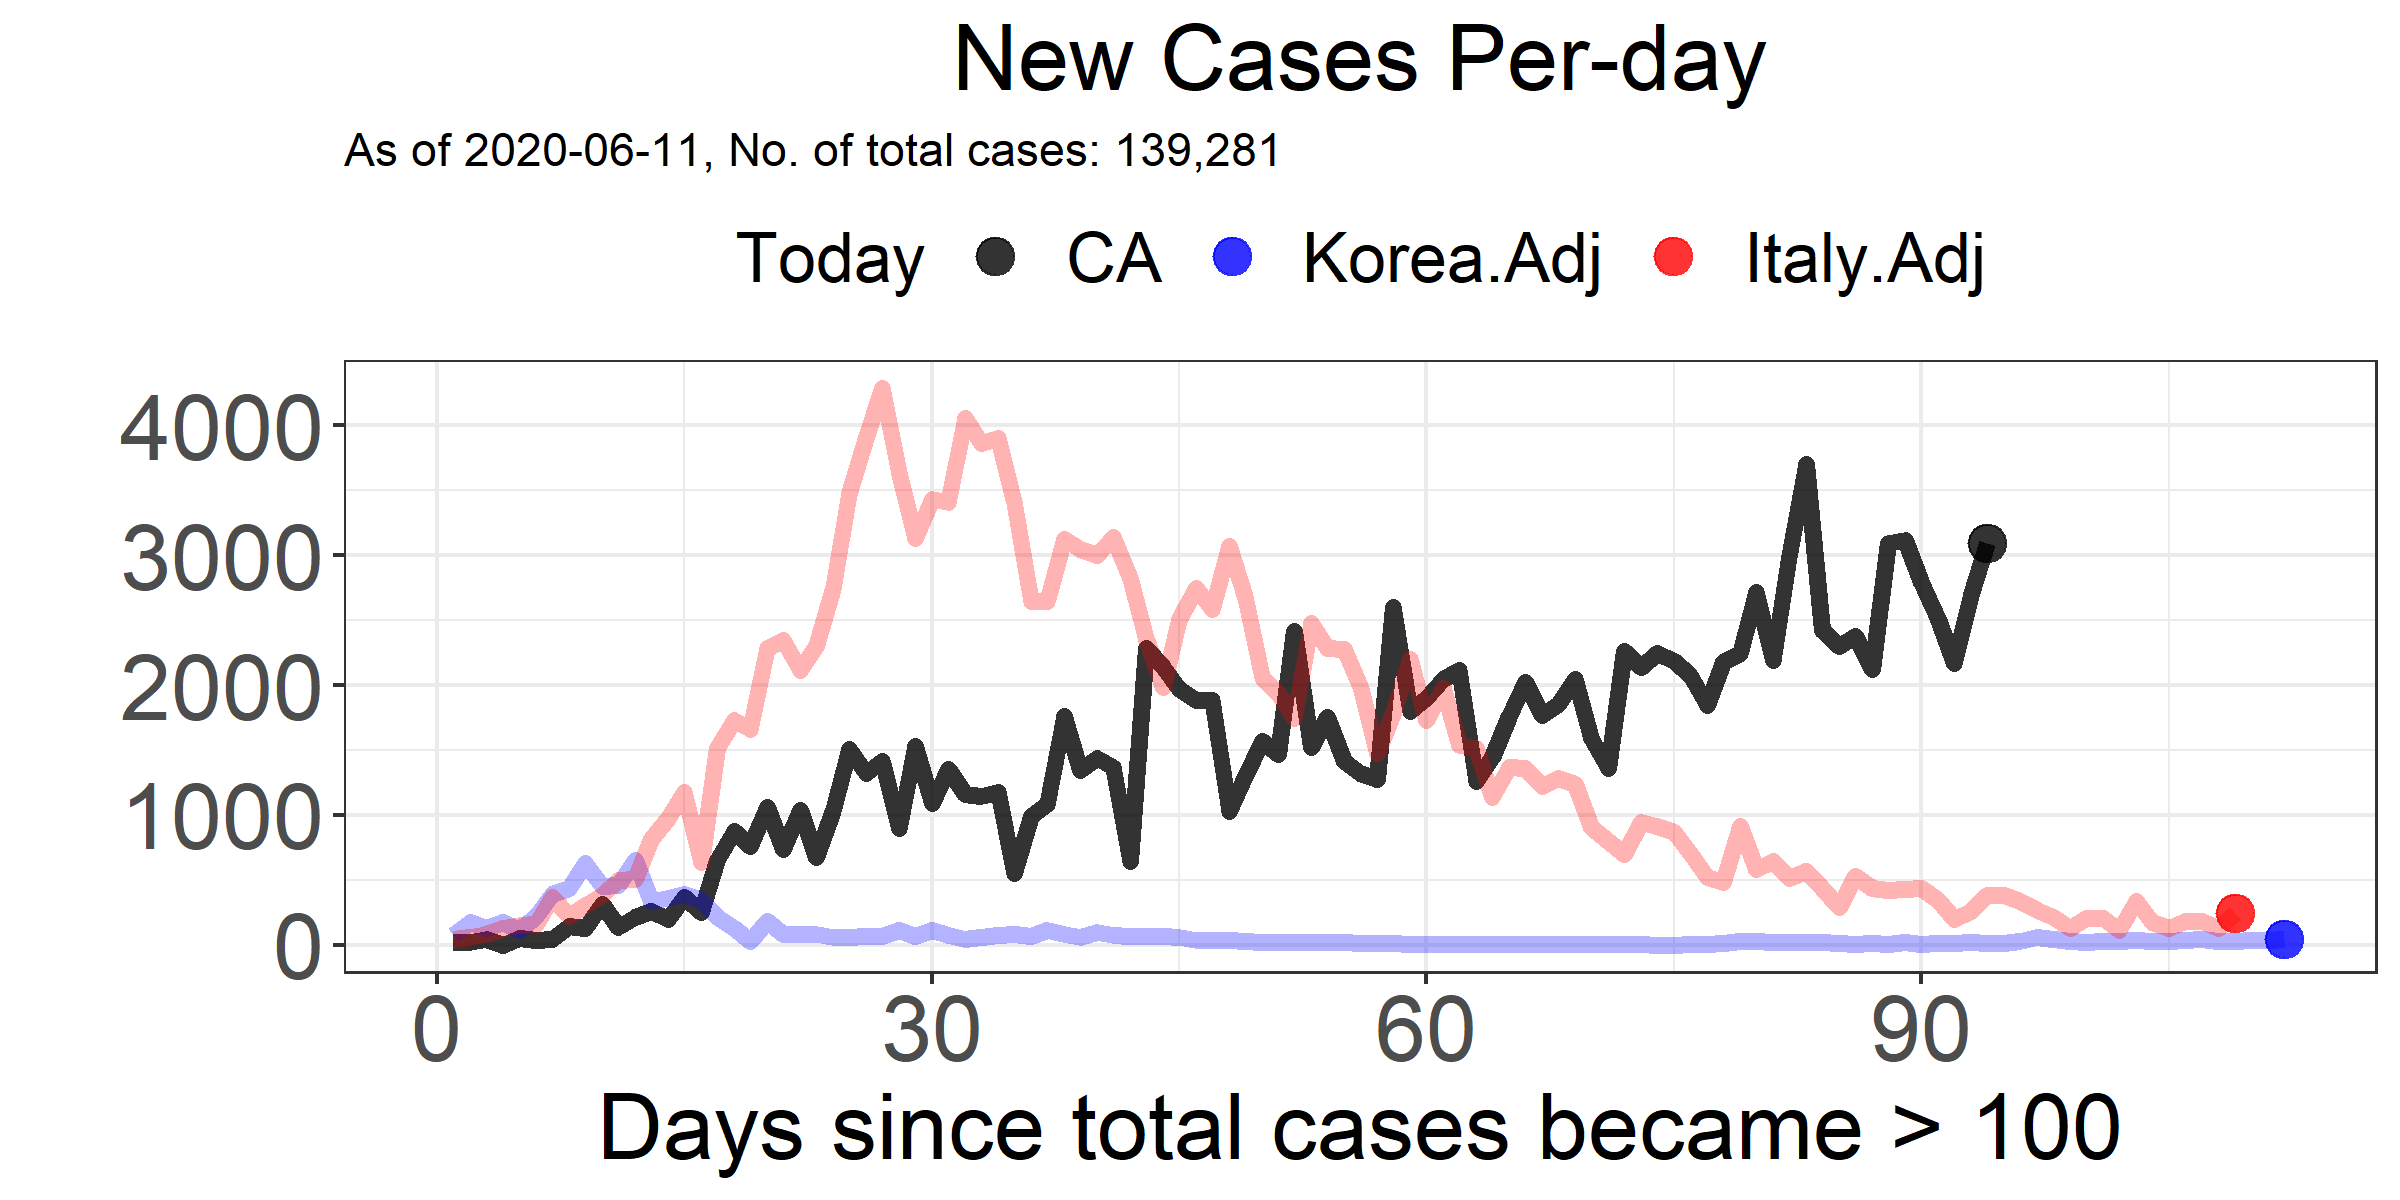 New Cases Per-day
As of 2020-06-11, No. of total cases: 139,281
Today CA Korea.Adj Italy.Adj
4000
3000
2000
1000
0
0 30 60 90
Days since total cases became > 100